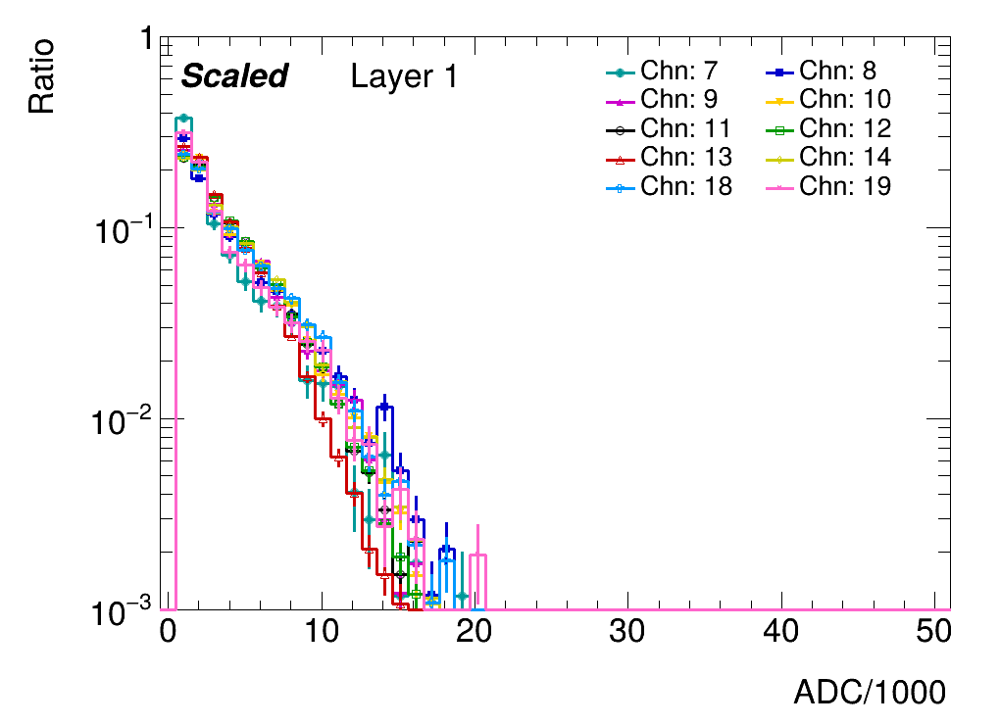 Ratio
1
10−1
10−2
10−3
Scaled Layer 1
Chn: 7 Chn: 8
Chn: 9 Chn: 10
Chn: 11 Chn: 12
Chn: 13 Chn: 14
Chn: 18 Chn: 19
0 10 20 30 40 50
ADC/1000